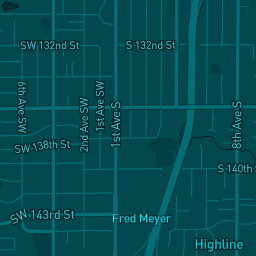 SW 132nd St
S 132nd St
6th Ave SW
2nd Ave SW
1st Ave SW
1st Ave S
8th Ave S
SW 138th St
S 140th St
SW 143rd St
Fred Meyer
Highline